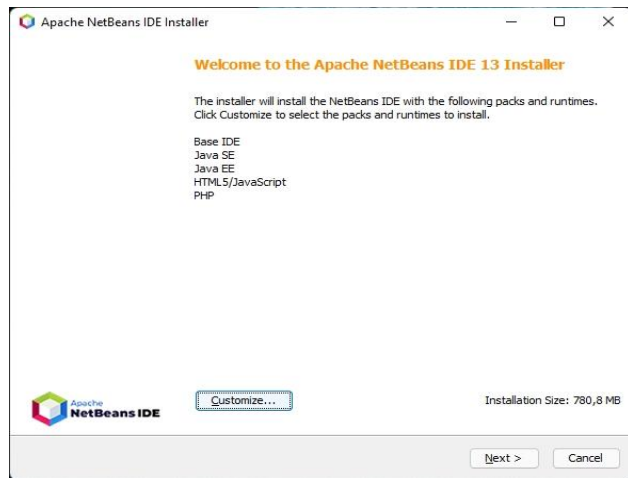 Apache NetBeans IDE Installer
Welcome to the Apache NetBeans IDE 13 Installer
The installer will install the NetBeans IDE with the following packs and runtimes.
Click Customize to select the packs and runtimes to install.
Base IDE
Java SE
Java EE
HTML5/JavaScript
PHP
Apache
NetBeans IDE
Customize...
Installation Size: 780,8 MB
Next >
Cancel